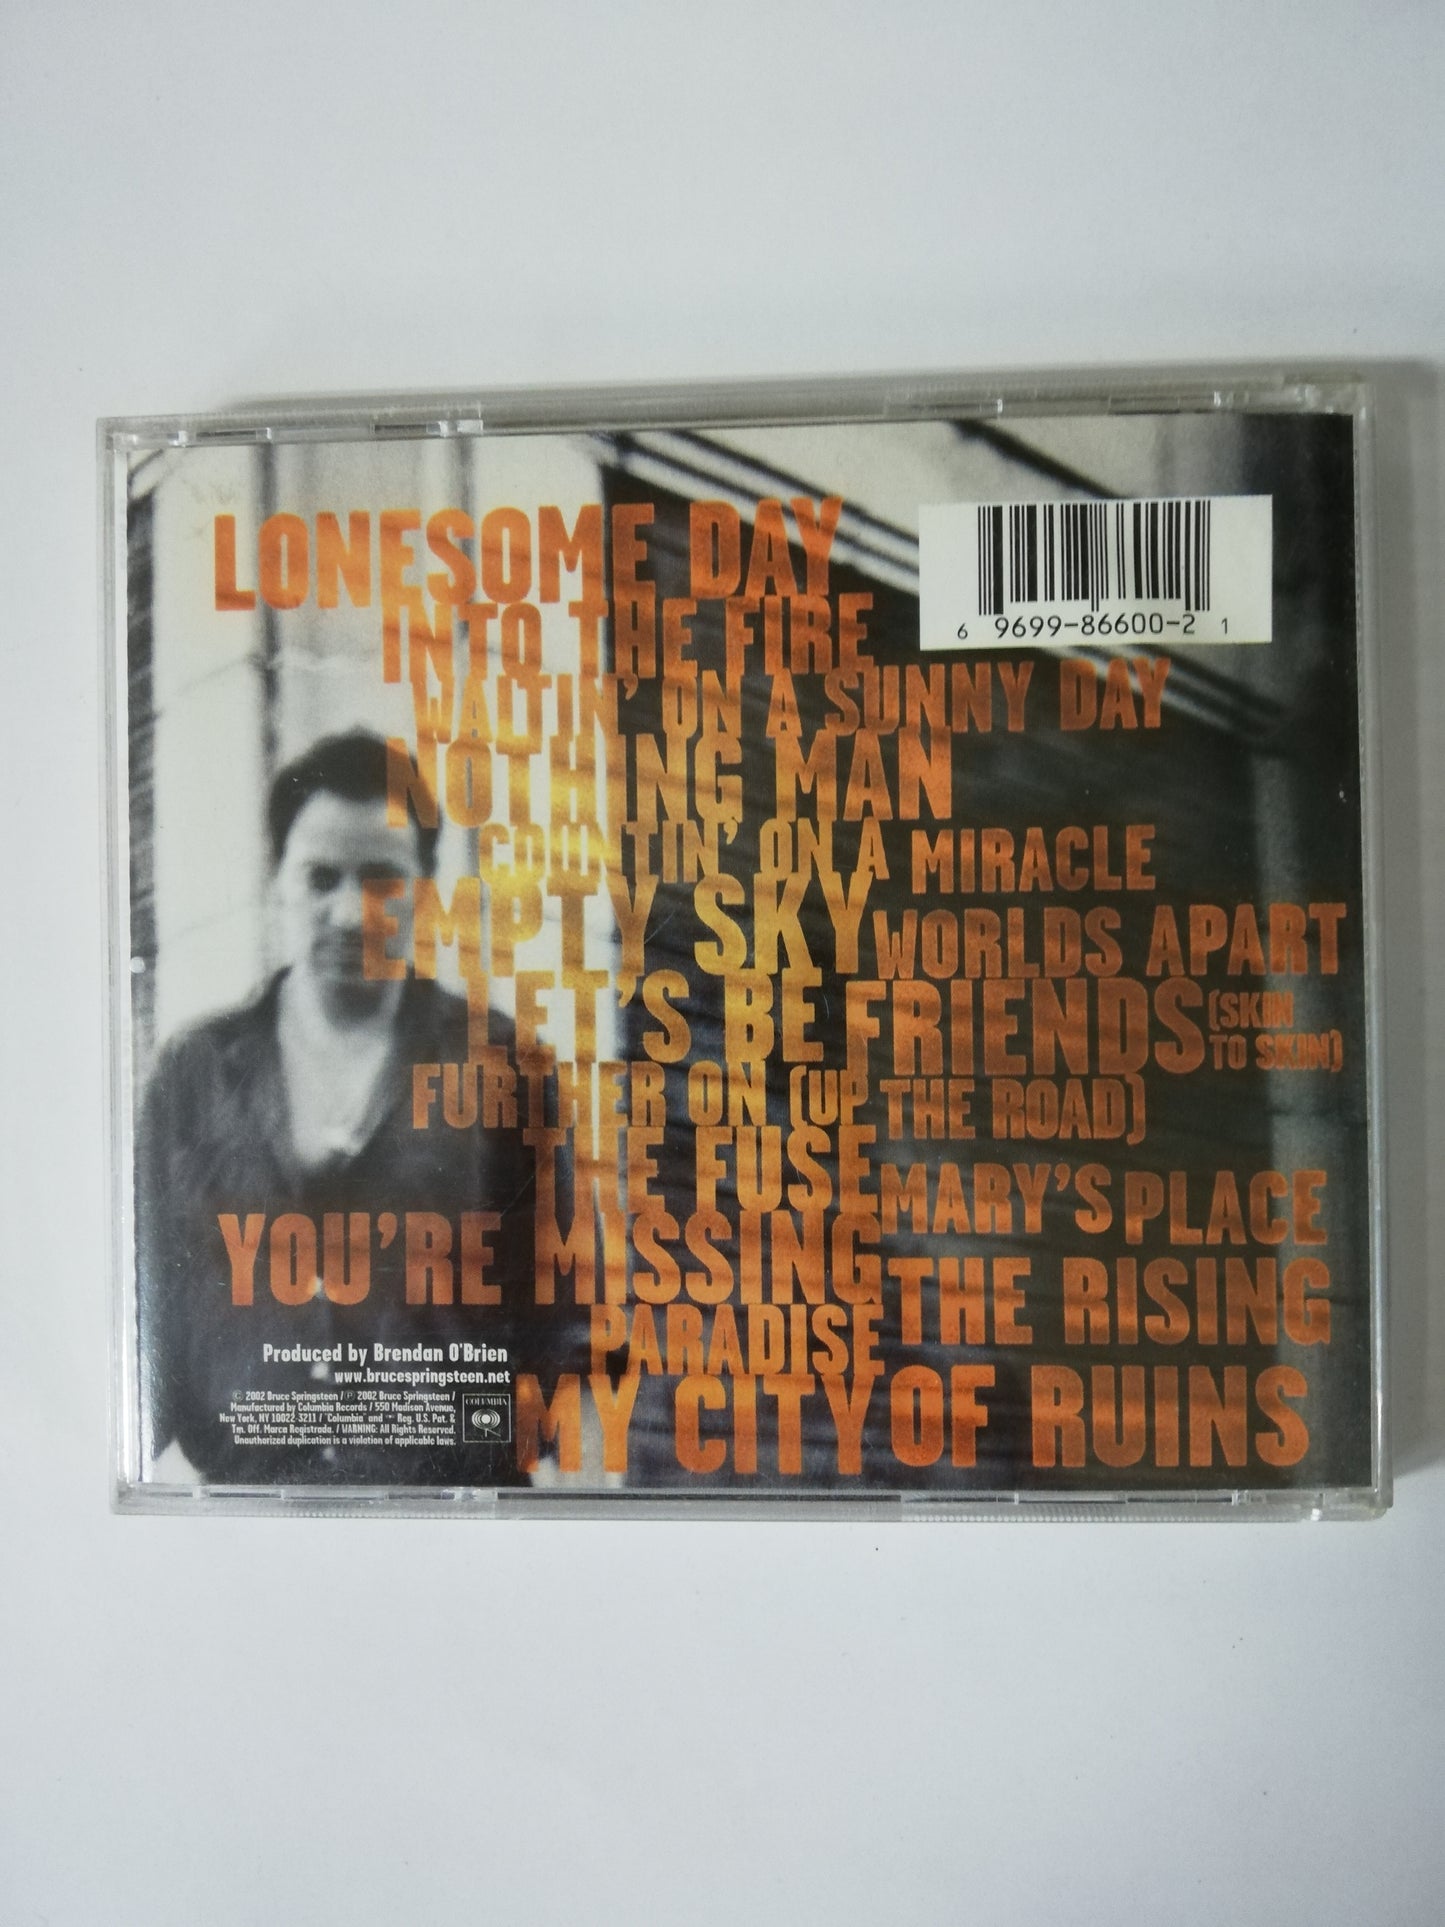 LONESOME DAY
INTO THE FIRE
WAITIN' ON A SUNNY DAY
NOTHING MAN
COUNTIN' ON A MIRACLE
EMPTY SKY WORLDS APART
LET'S BE FRIENDS (SKIN
TO SKIN)
FURTHER ON (UP THE ROAD)
THE FUSE MARY'S PLACE
YOU'RE MISSING THE RISING
PARADISE
MY CITY OF RUINS
6 9699-86600-2 1
Produced by Brendan O'Brien
www.brucespringsteen.net
© 2002 Bruce Springsteen / ℗ 2002 Bruce Springsteen /
Manufactured by Columbia Records / 550 Madison Avenue,
New York, NY 10022-3211 / "Columbia" and Reg. U.S. Pat. &
Tm. Off. Marca Registrada. / WARNING: All Rights Reserved.
Unauthorized duplication is a violation of applicable laws.
COLUMBIA